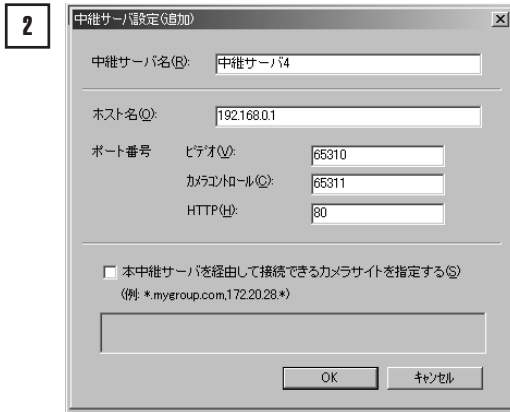 2
中継サーバ設定(追加)
中継サーバ名(R): 中継サーバ4
ホスト名(O): 192.168.0.1
ポート番号 ビデオ(V): 65310
カメラコントロール(C): 65311
HTTP(H): 80
本中継サーバを経由して接続できるカメラサイトを指定する(S)
(例: *.mygroup.com,172.20.28.*)
OK キャンセル